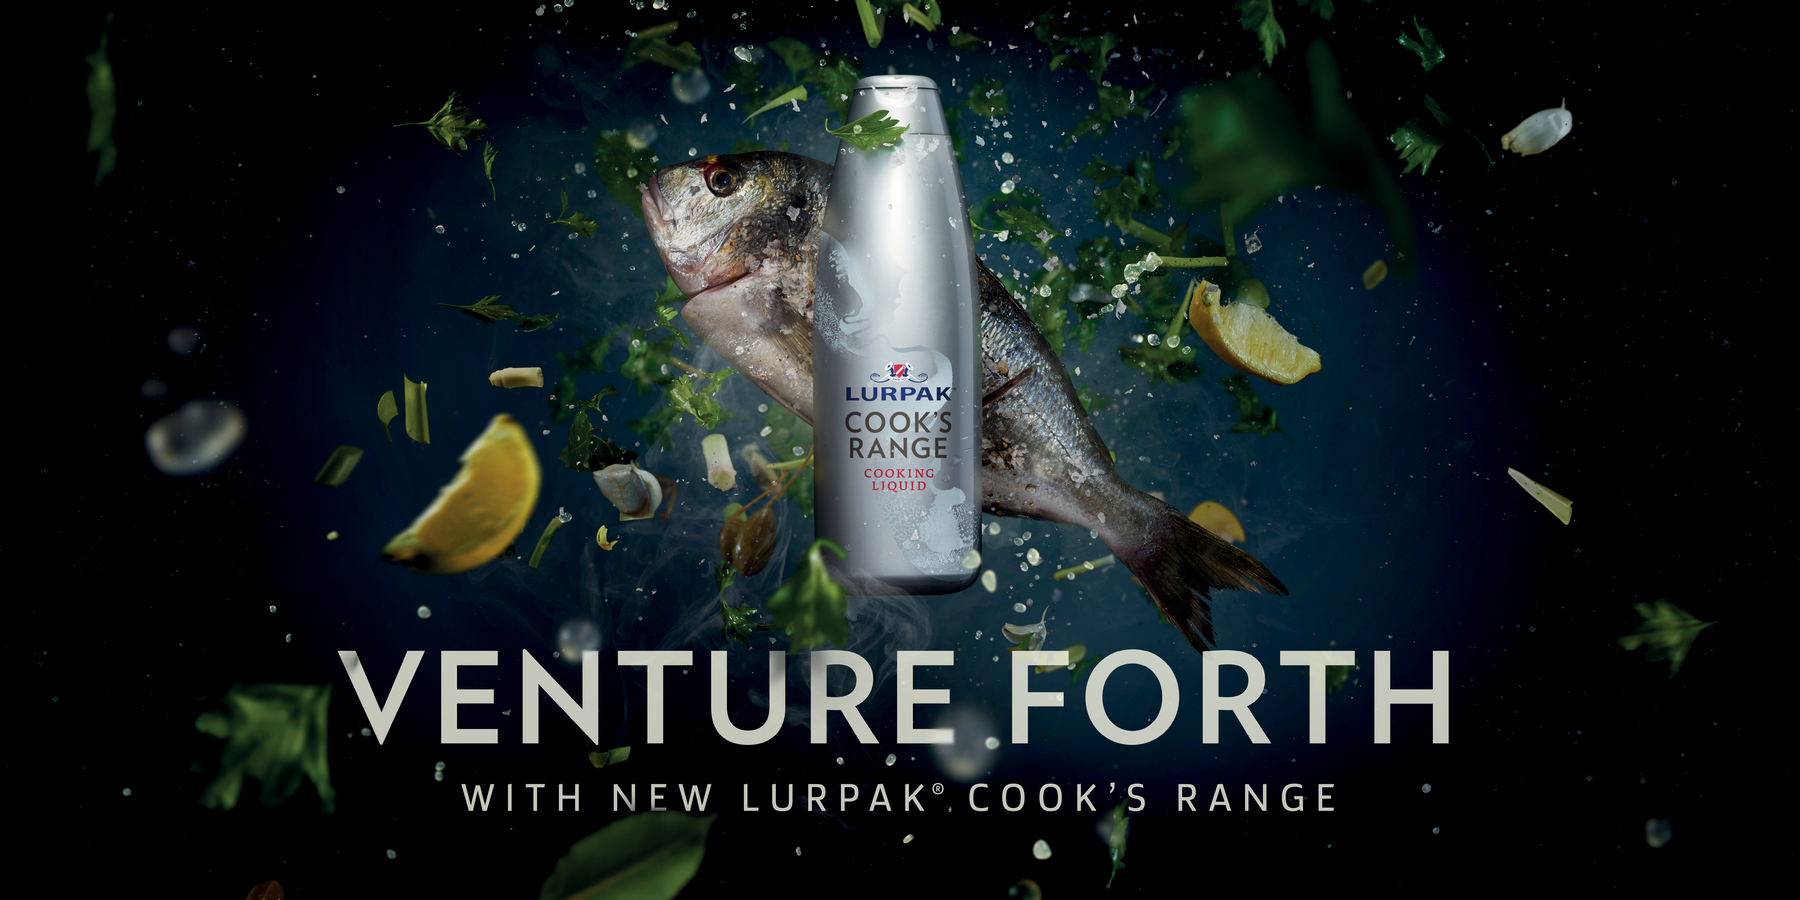 LURPAK
COOK'S
RANGE
COOKING
LIQUID
VENTURE FORTH
WITH NEW LURPAK® COOK'S RANGE